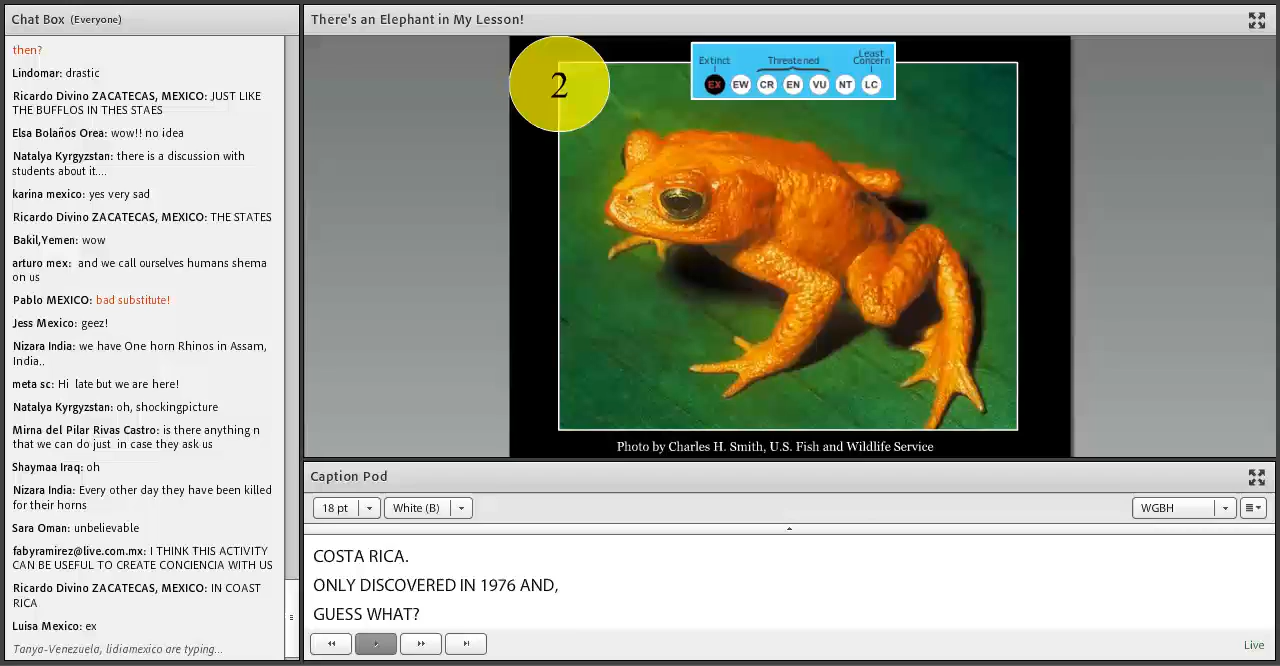 Chat Box (Everyone)
then?
Lindomar: drastic
Ricardo Divino ZACATECAS, MEXICO: JUST LIKE
THE BUFFLOS IN THES STAES
Elsa Bolaños Orea: wow!! no idea
Natalya Kyrgyzstan: there is a discussion with
students about it....
karina mexico: yes very sad
Ricardo Divino ZACATECAS, MEXICO: THE STATES
Bakil,Yemen: wow
arturo mex: and we call ourselves humans shema
on us
Pablo MEXICO: bad substitute!
Jess Mexico: geez!
Nizara India: we have One horn Rhinos in Assam,
India..
meta sc: Hi late but we are here!
Natalya Kyrgyzstan: oh, shockingpicture
Mirna del Pilar Rivas Castro: is there anything n
that we can do just in case they ask us
Shaymaa Iraq: oh
Nizara India: Every other day they have been killed
for their horns
Sara Oman: unbelievable
fabyramirez@live.com.mx: I THINK THIS ACTIVITY
CAN BE USEFUL TO CREATE CONCIENCIA WITH US
Ricardo Divino ZACATECAS, MEXICO: IN COAST
RICA
Luisa Mexico: ex
Tanya-Venezuela, lidiamexico are typing...
There's an Elephant in My Lesson!
2
Extinct
Threatened
Least
Concern
EX EW CR EN VU NT LC
Photo by Charles H. Smith, U.S. Fish and Wildlife Service
Caption Pod
18 pt
White (B)
WGBH
COSTA RICA.
ONLY DISCOVERED IN 1976 AND,
GUESS WHAT?
Live